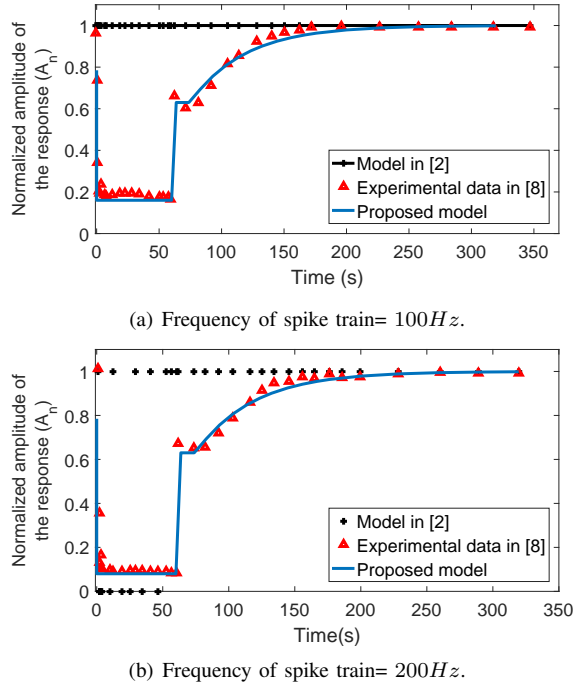 Normalized amplitude of
the response (A_n)
1
0.8
0.6
0.4
0.2
0
Model in [2]
Experimental data in [8]
Proposed model
0 50 100 150 200 250 300 350
Time (s)
(a) Frequency of spike train= 100Hz.
Normalized amplitude of
the response (A_n)
1
0.8
0.6
0.4
0.2
0
Model in [2]
Experimental data in [8]
Proposed model
0 50 100 150 200 250 300 350
Time(s)
(b) Frequency of spike train= 200Hz.